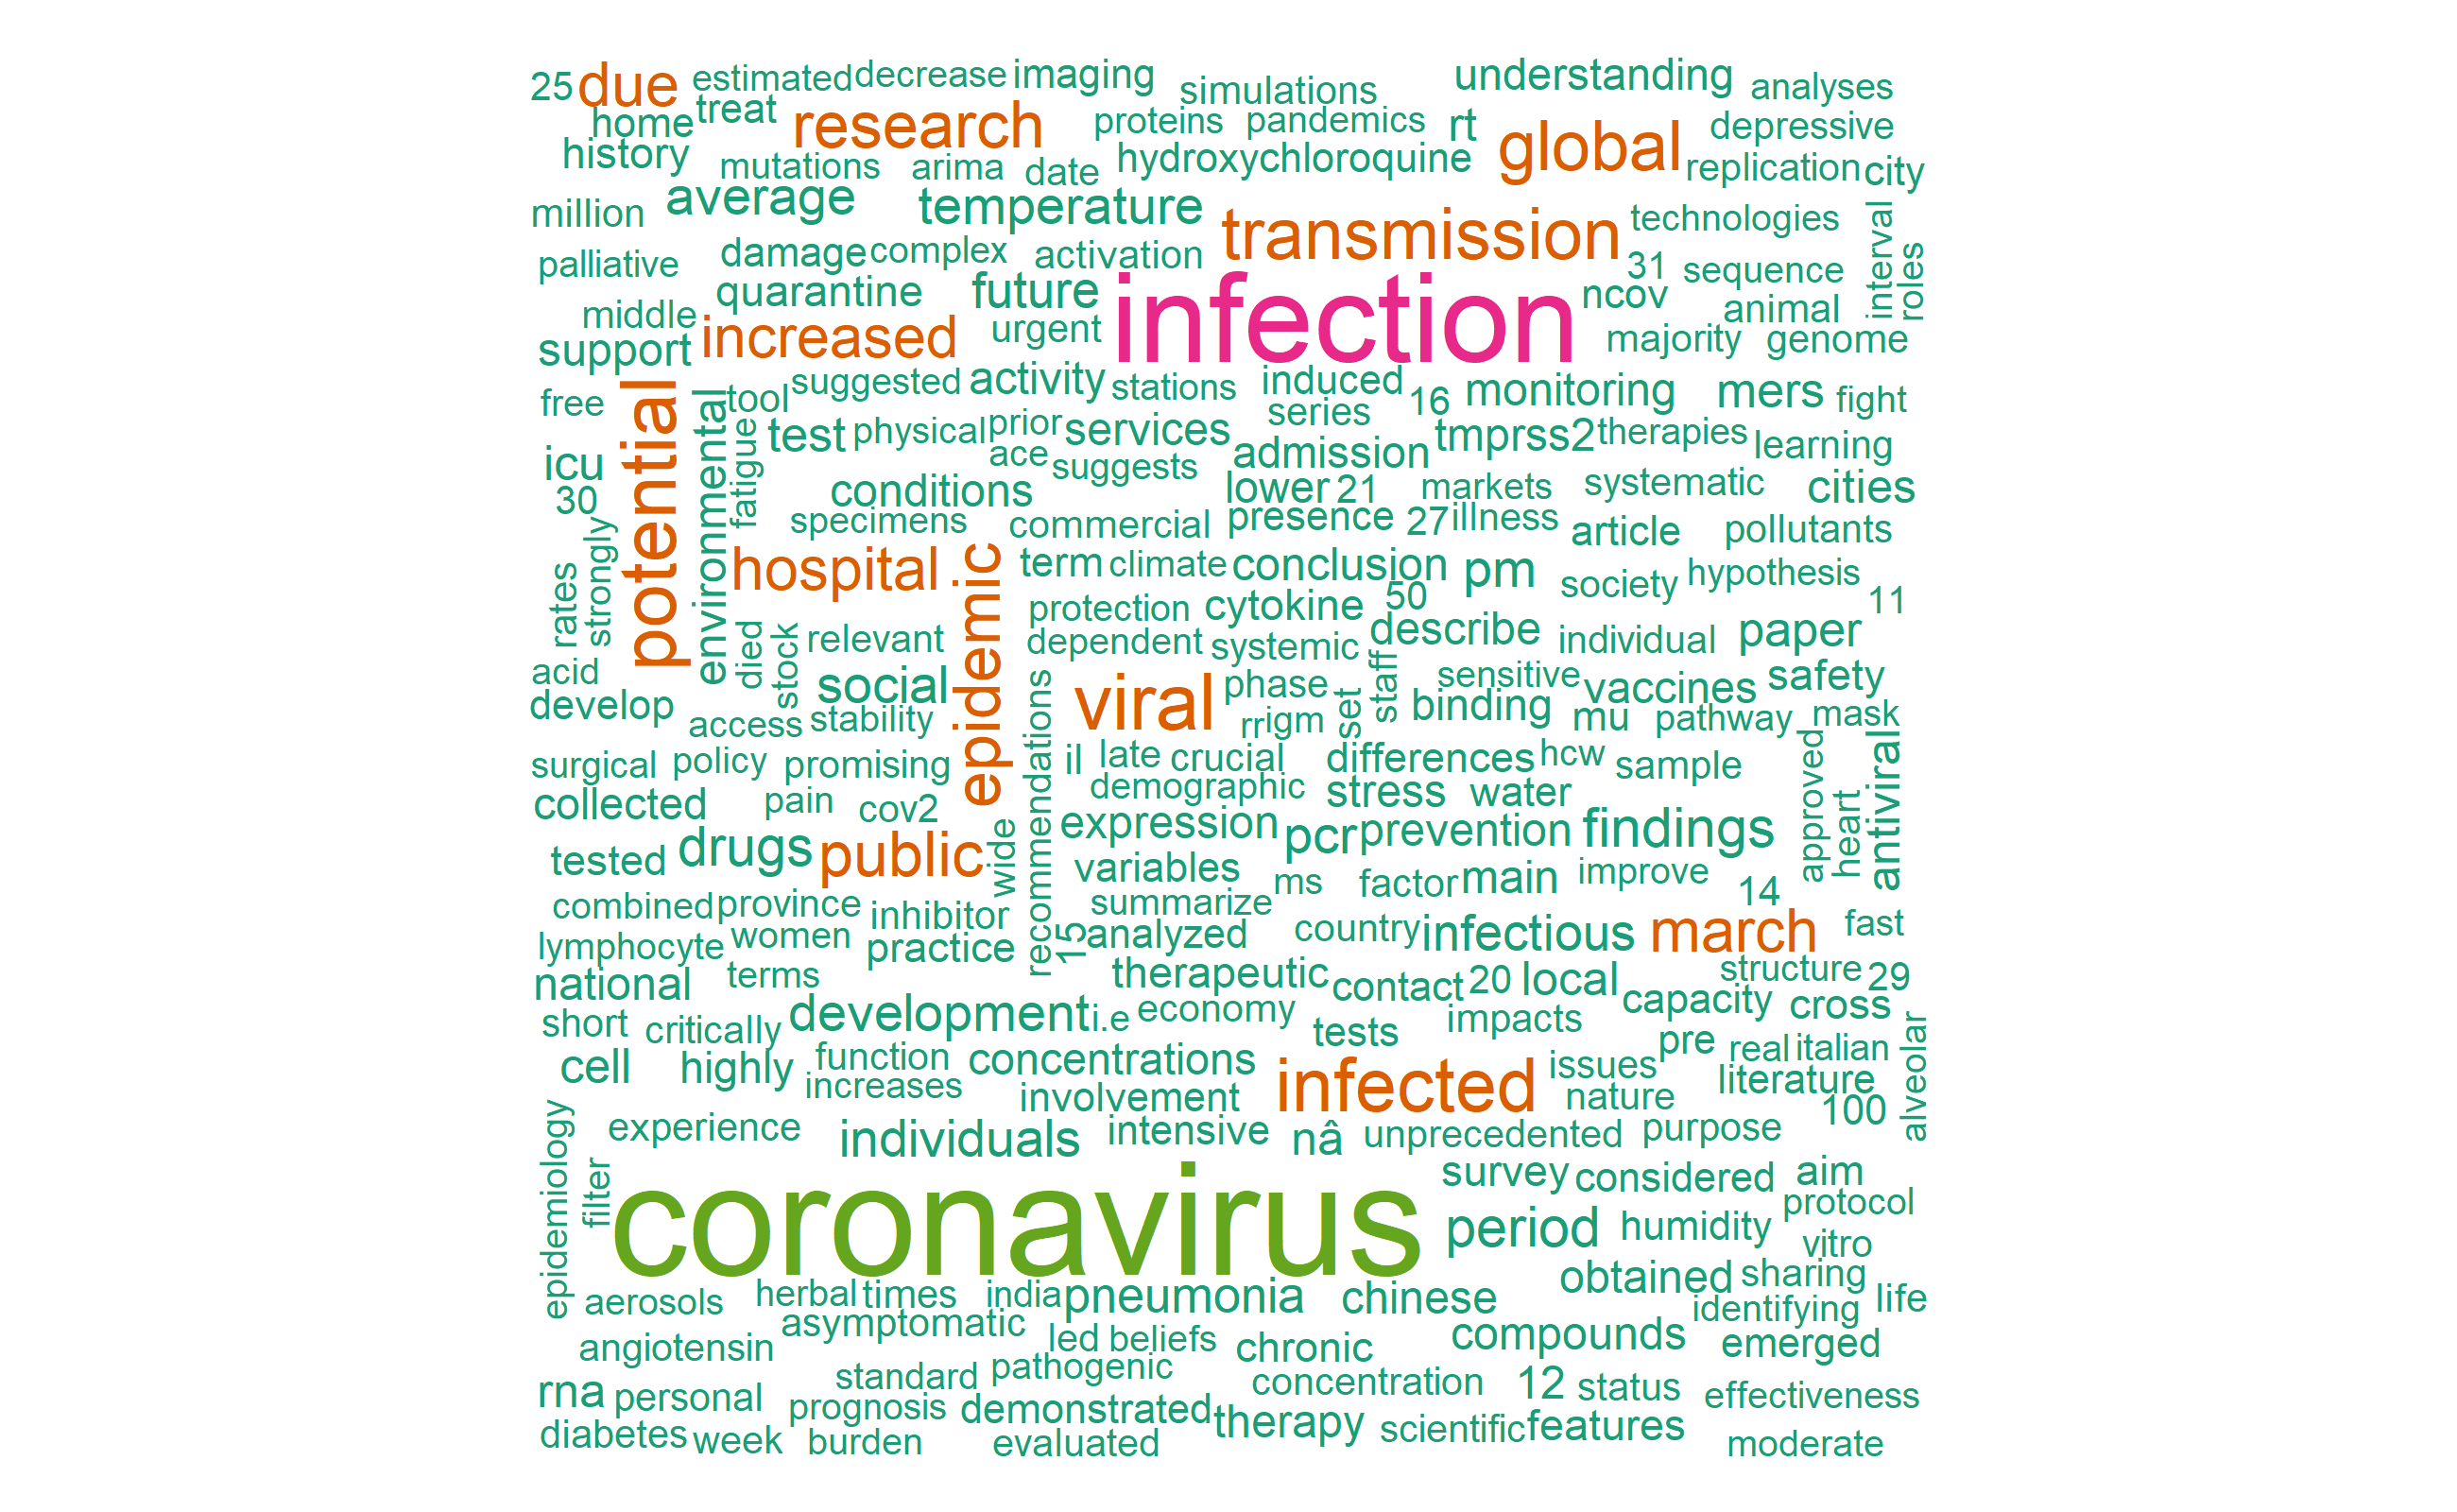 25 due estimated decrease imaging simulations understanding analyses
home treat research proteins pandemics rt global depressive
history mutations arima date hydroxychloroquine replication city
million average temperature transmission technologies interval
palliative damage complex activation 31 sequence roles
middle quarantine future infection ncov animal
support increased urgent majority genome
free potential environmental tool suggested activity stations induced 16 monitoring mers fight
series
icu fatigue test physical prior services admission tmprss2 therapies learning
ace suggests
30 conditions lower 21 markets systematic cities
strongly specimens commercial presence 27 illness article pollutants
rates hospital epidemic term climate conclusion pm society hypothesis
protection cytokine 50 11
died stock relevant dependent systemic describe individual paper
acid social recommendations viral phase set staff sensitive vaccines safety
develop access stability rr igm binding mu pathway mask
surgical policy promising il late crucial differences hcw sample approved antiviral
collected pain cov2 demographic stress water heart
tested drugs public wide expression pcr prevention findings
variables ms factor main improve 14
combined province inhibitor summarize
lymphocyte women practice 15 analyzed country infectious march fast
national terms therapeutic contact 20 local structure 29
short critically development i.e economy tests impacts capacity cross
cell highly function concentrations infected issues pre real italian alveolar
increases involvement nature literature
epidemiology experience individuals intensive nâ unprecedented purpose 100
filter coronavirus survey considered aim
period humidity protocol
vitro
aerosols herbal times india pneumonia chinese obtained sharing
angiotensin asymptomatic led beliefs chronic compounds identifying life
emerged
rna personal standard pathogenic concentration 12 status effectiveness
diabetes week prognosis demonstrated therapy scientific features
burden evaluated moderate